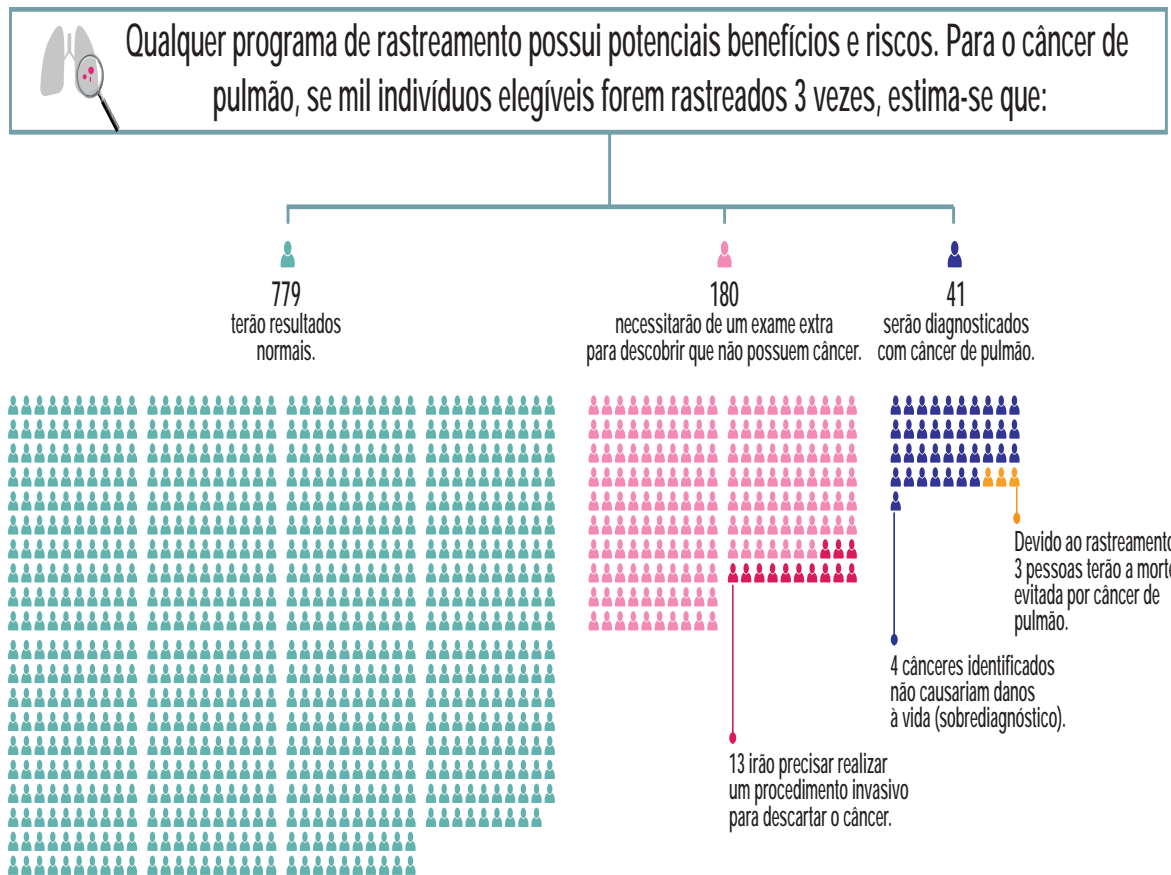 Qualquer programa de rastreamento possui potenciais benefícios e riscos. Para o câncer de
pulmão, se mil indivíduos elegíveis forem rastreados 3 vezes, estima-se que:
779
terão resultados
normais.
180
necessitarão de um exame extra
para descobrir que não possuem câncer.
41
serão diagnosticados
com câncer de pulmão.
Devido ao rastreamento
3 pessoas terão a morte
evitada por câncer de
pulmão.
4 cânceres identificados
não causariam danos
à vida (sobrediagnóstico).
13 irão precisar realizar
um procedimento invasivo
para descartar o câncer.